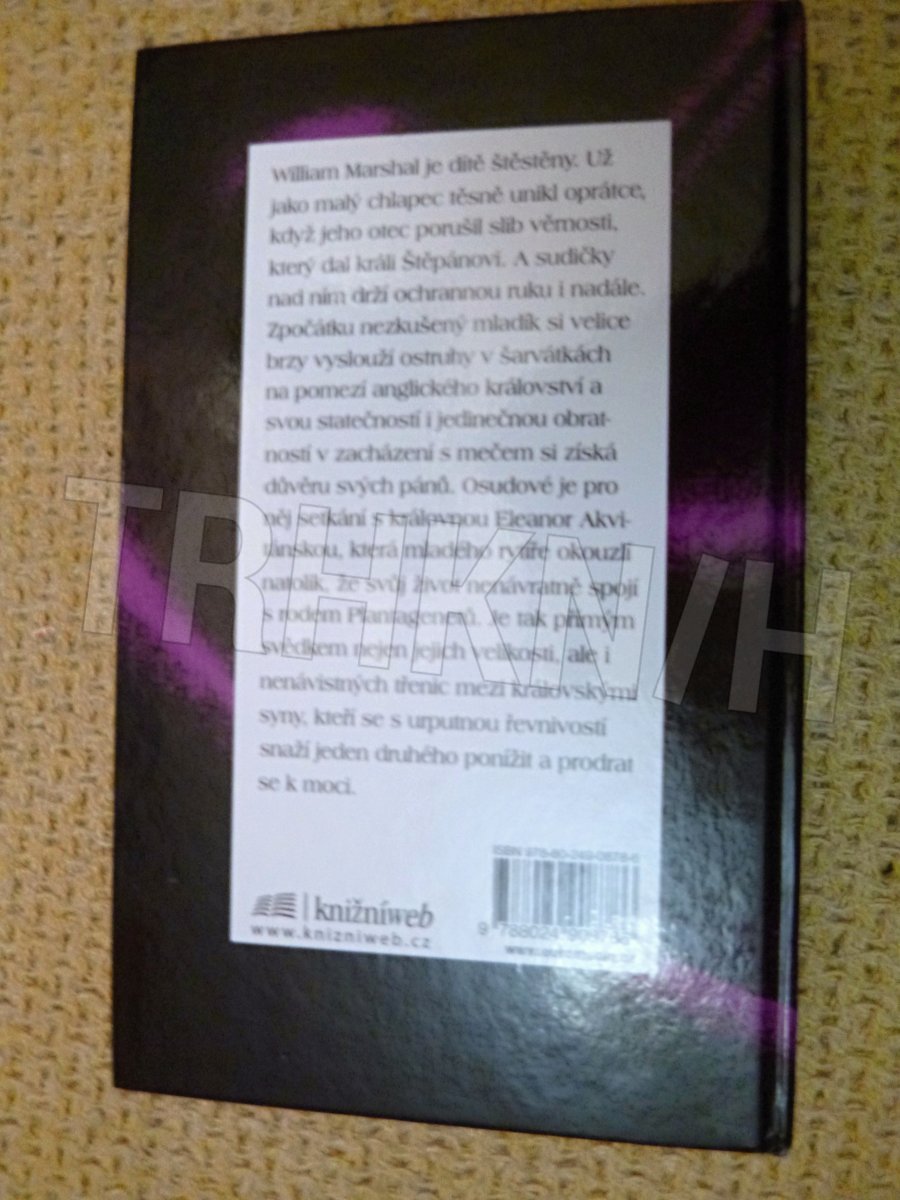 William Marshal je dítě štěstěny. Už
jako malý chlapec těsně unikl oprátce,
když jeho otec porušil slib věrnosti,
který dal králi Štěpánovi. A sudičky
nad ním drží ochrannou ruku i nadále.
Zpočátku nezkušený mladík si velice
brzy vyslouží ostruhy v šarvátkách
na pomezí anglického království a
svou statečností i jedinečnou obrat-
ností v zacházení s mečem si získá
důvěru svých pánů. Osudové je pro
něj setkání s královnou Eleanor Akvi-
tánskou, která mladého rytíře okouzlí
natolik, že svůj život nenávratně spojí
s rodem Plantagenetů. Je tak přímým
svědkem nejen jejich velikosti, ale i
nenávistných třenic mezi královskými
syny, kteří se s urputnou řevnivostí
snaží jeden druhého ponížit a prodrat
se k moci.
ISBN
knižníweb
www.knizniweb.cz
TRHKNIH